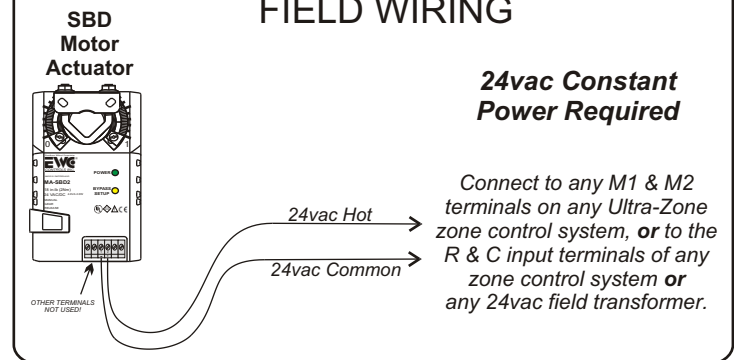 FIELD WIRING
SBD
Motor
Actuator
24vac Constant
Power Required
0
1
EWC
POWER
MA-SBD2
BYPASS
SETUP
Connect to any M1 & M2
terminals on any Ultra-Zone
zone control system, or to the
R & C input terminals of any
zone control system or
any 24vac field transformer.
24vac Hot
24vac Common
OTHER TERMINALS
NOT USED!